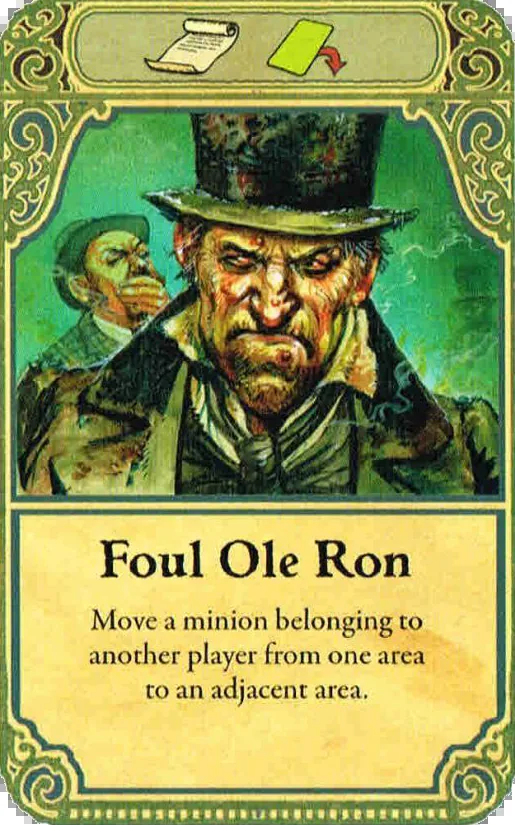 Foul Ole Ron
Move a minion belonging to
another player from one area
to an adjacent area.